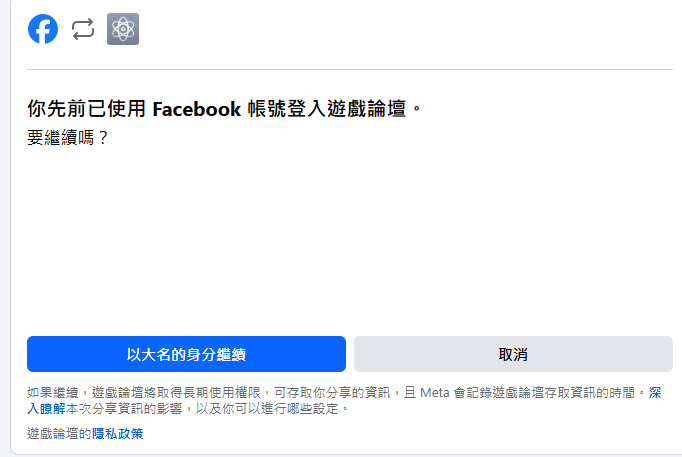 你先前已使用 Facebook 帳號登入遊戲論壇。
要繼續嗎？
以大名的身分繼續
取消
如果繼續，遊戲論壇將取得長期使用權限，可存取你分享的資訊，且 Meta 會記錄遊戲論壇存取資訊的時間。深
入瞭解本次分享資訊的影響，以及你可以進行哪些設定。
遊戲論壇的隱私政策